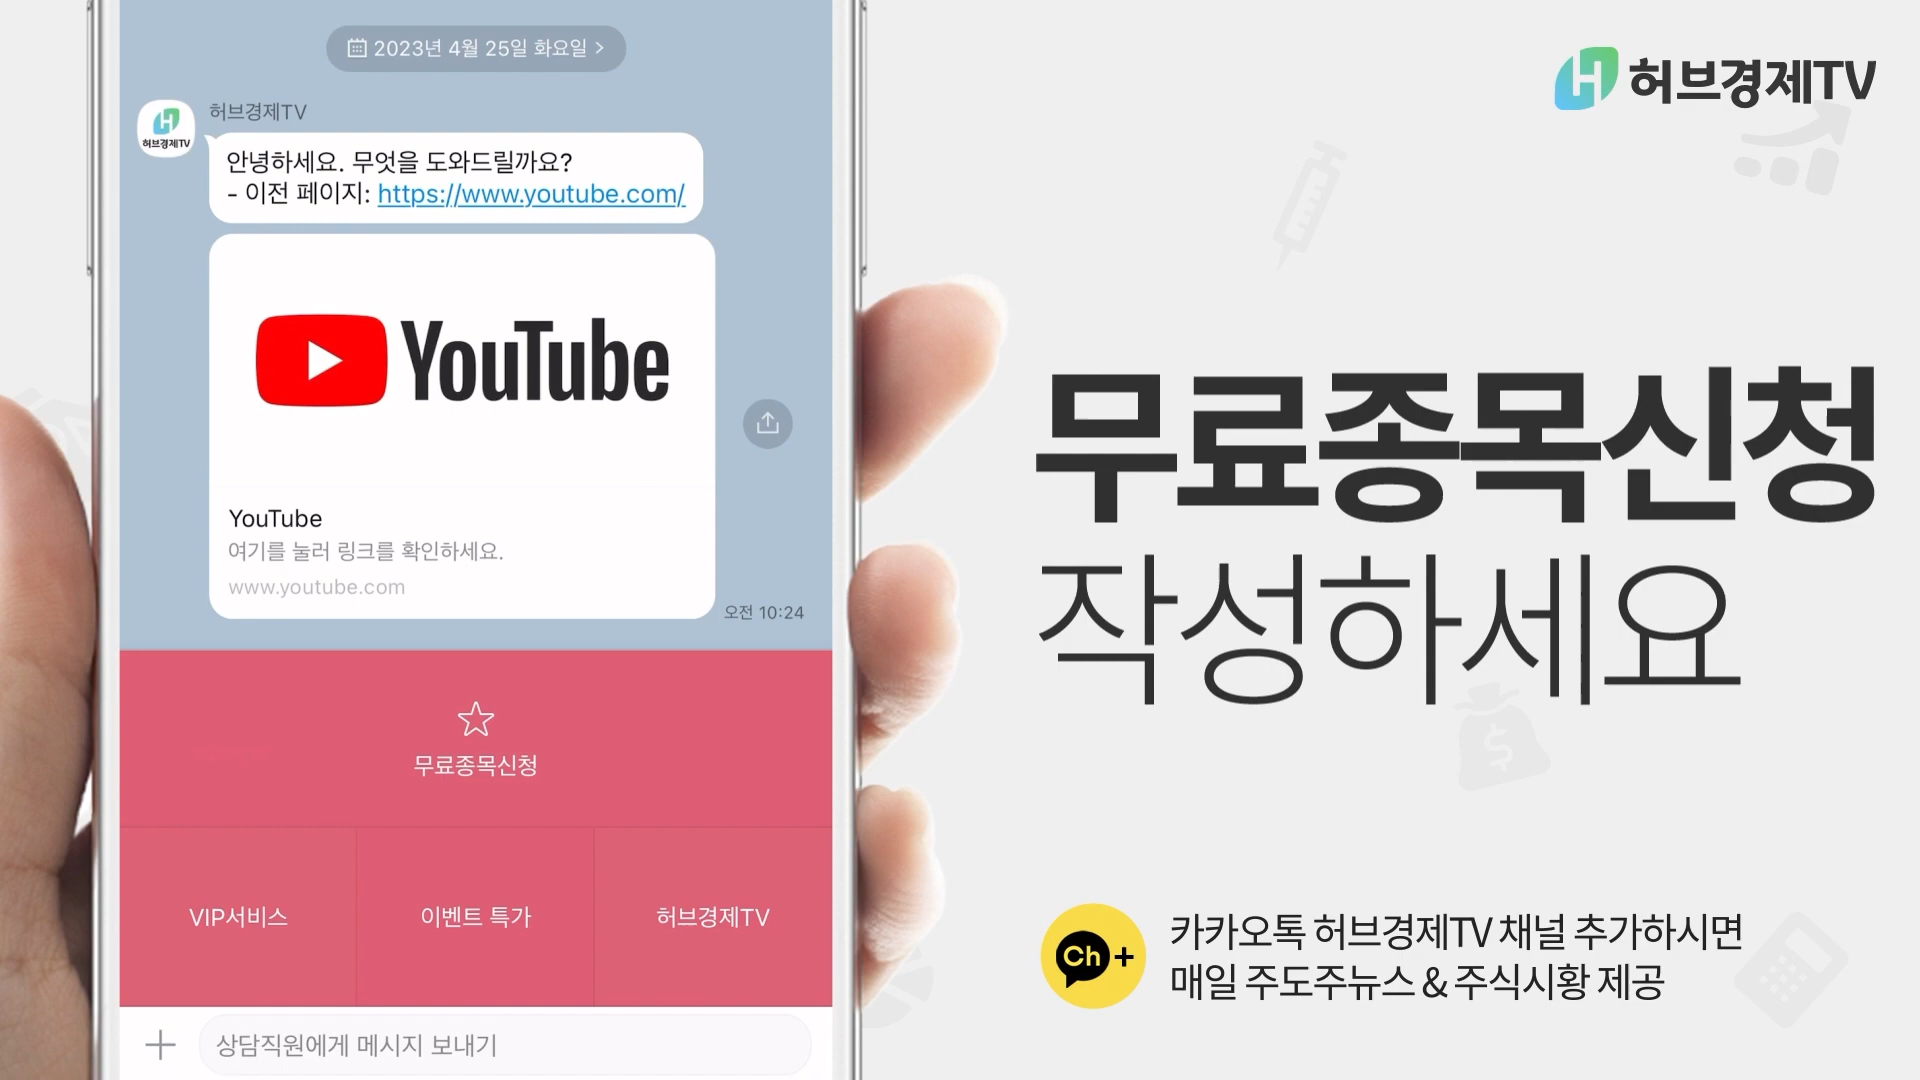 2023년 4월 25일 화요일 >
허브경제TV
허브경제TV
안녕하세요. 무엇을 도와드릴까요?
- 이전 페이지: https://www.youtube.com/
YouTube
YouTube
여기를 눌러 링크를 확인하세요.
www.youtube.com
오전 10:24
무료종목신청
VIP서비스
이벤트 특가
허브경제TV
상담직원에게 메시지 보내기
허브경제TV
무료종목신청
작성하세요
Ch+
카카오톡 허브경제TV 채널 추가하시면
매일 주도주뉴스 & 주식시황 제공